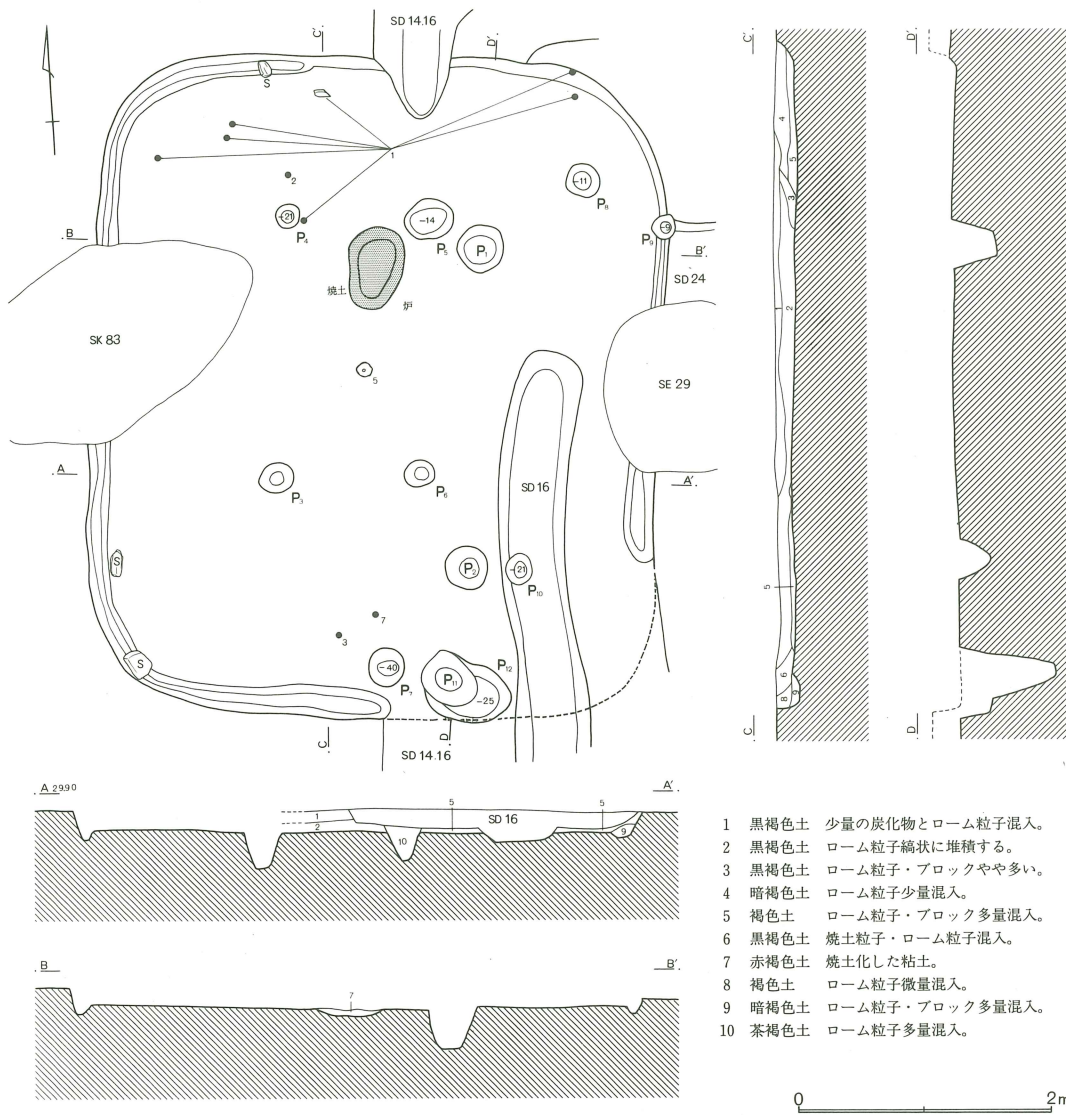 SD 14.16
C'
D'
S
1
2
-11
P8
-21
P4
-14
P5
P1
-9
P9
B
B'
SD 24
焼土
炉
SK 83
SE 29
5
A
A'
P3
P6
SD 16
S
P2
-21
P10
7
3
S
-40
P7
P11
P12
-25
C
D
SD 14.16
C'
D'
4
5
3
2
5
6
8
9
C
D
A 29.90
A'
5
5
SD 16
1
2
10
9
B
B'
7
1 黒褐色土 少量の炭化物とローム粒子混入。
2 黒褐色土 ローム粒子縞状に堆積する。
3 黒褐色土 ローム粒子・ブロックやや多い。
4 暗褐色土 ローム粒子少量混入。
5 褐色土 ローム粒子・ブロック多量混入。
6 黒褐色土 焼土粒子・ローム粒子混入。
7 赤褐色土 焼土化した粘土。
8 褐色土 ローム粒子微量混入。
9 暗褐色土 ローム粒子・ブロック多量混入。
10 茶褐色土 ローム粒子多量混入。
0 2m